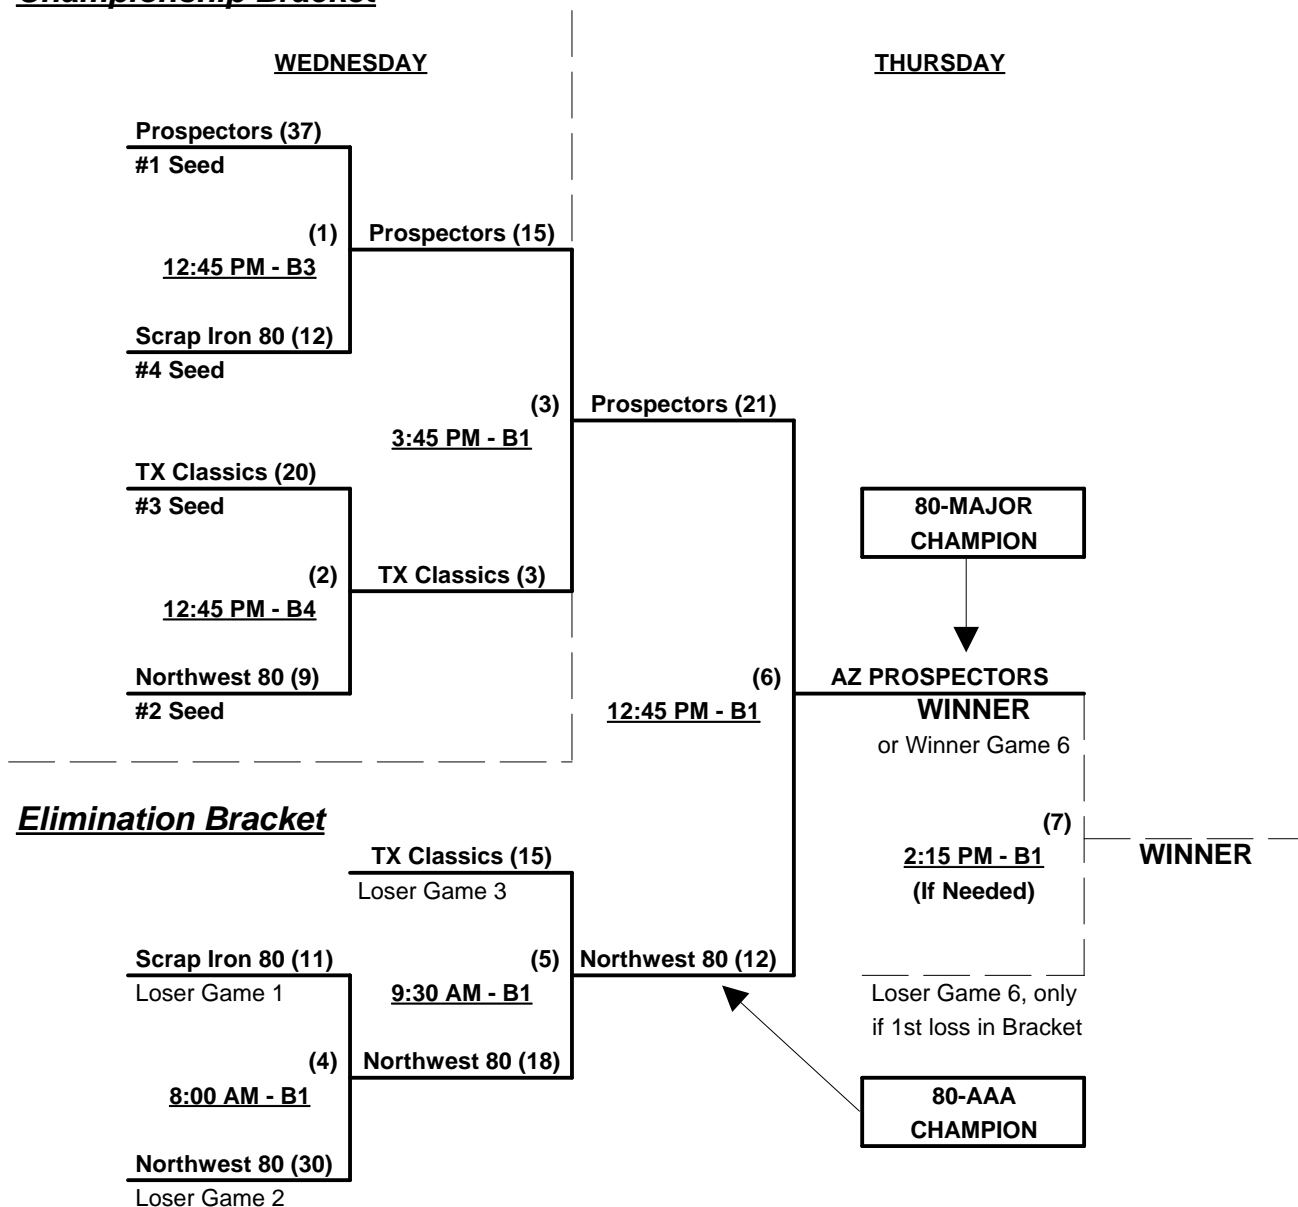 Championship Bracket
WEDNESDAY
THURSDAY
Prospectors (37)
#1 Seed
(1)
Prospectors (15)
12:45 PM - B3
Scrap Iron 80 (12)
#4 Seed
(3)
Prospectors (21)
3:45 PM - B1
TX Classics (20)
#3 Seed
80-MAJOR
CHAMPION
(2)
TX Classics (3)
12:45 PM - B4
Northwest 80 (9)
#2 Seed
(6)
AZ PROSPECTORS
12:45 PM - B1
WINNER
or Winner Game 6
Elimination Bracket
(7)
TX Classics (15)
2:15 PM - B1
WINNER
Loser Game 3
(If Needed)
Scrap Iron 80 (11)
(5)
Northwest 80 (12)
Loser Game 1
9:30 AM - B1
Loser Game 6, only
if 1st loss in Bracket
(4)
Northwest 80 (18)
8:00 AM - B1
80-AAA
CHAMPION
Northwest 80 (30)
Loser Game 2